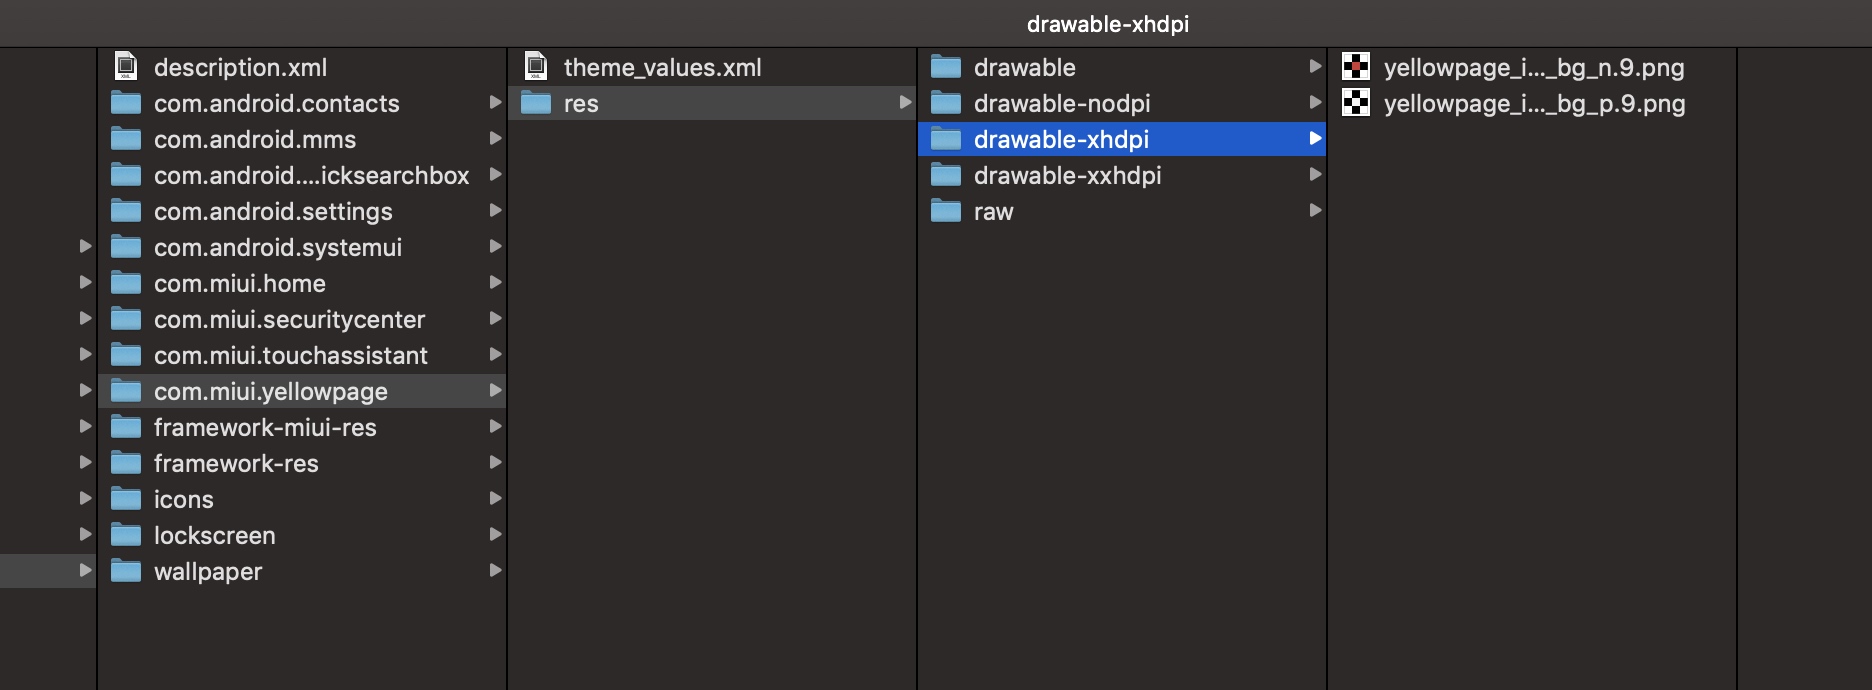 drawable-xhdpi
description.xml
com.android.contacts
com.android.mms
com.android....icksearchbox
com.android.settings
com.android.systemui
com.miui.home
com.miui.securitycenter
com.miui.touchassistant
com.miui.yellowpage
framework-miui-res
framework-res
icons
lockscreen
wallpaper
theme_values.xml
res
drawable
drawable-nodpi
drawable-xhdpi
drawable-xxhdpi
raw
yellowpage_i..._bg_n.9.png
yellowpage_i..._bg_p.9.png